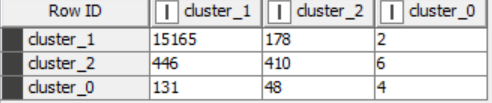 Row ID | cluster_1 | cluster_2 | cluster_0
cluster_1 15165 178 2
cluster_2 446 410 6
cluster_0 131 48 4